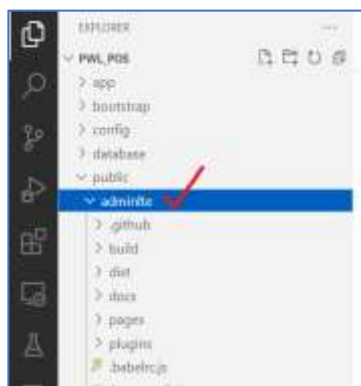 EXPLORER
PWL_POS
app
bootstrap
config
database
public
adminlte
.github
build
dist
docs
pages
plugins
.babelrc.js